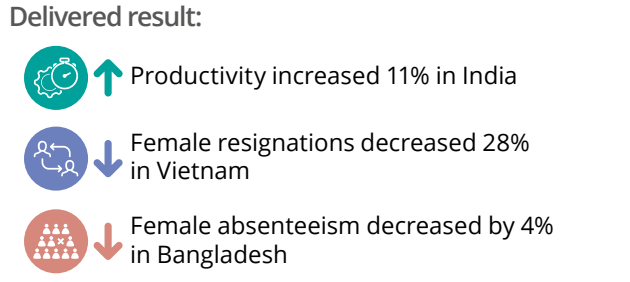 Delivered result:
Productivity increased 11% in India
Female resignations decreased 28%
in Vietnam
Female absenteeism decreased by 4%
in Bangladesh